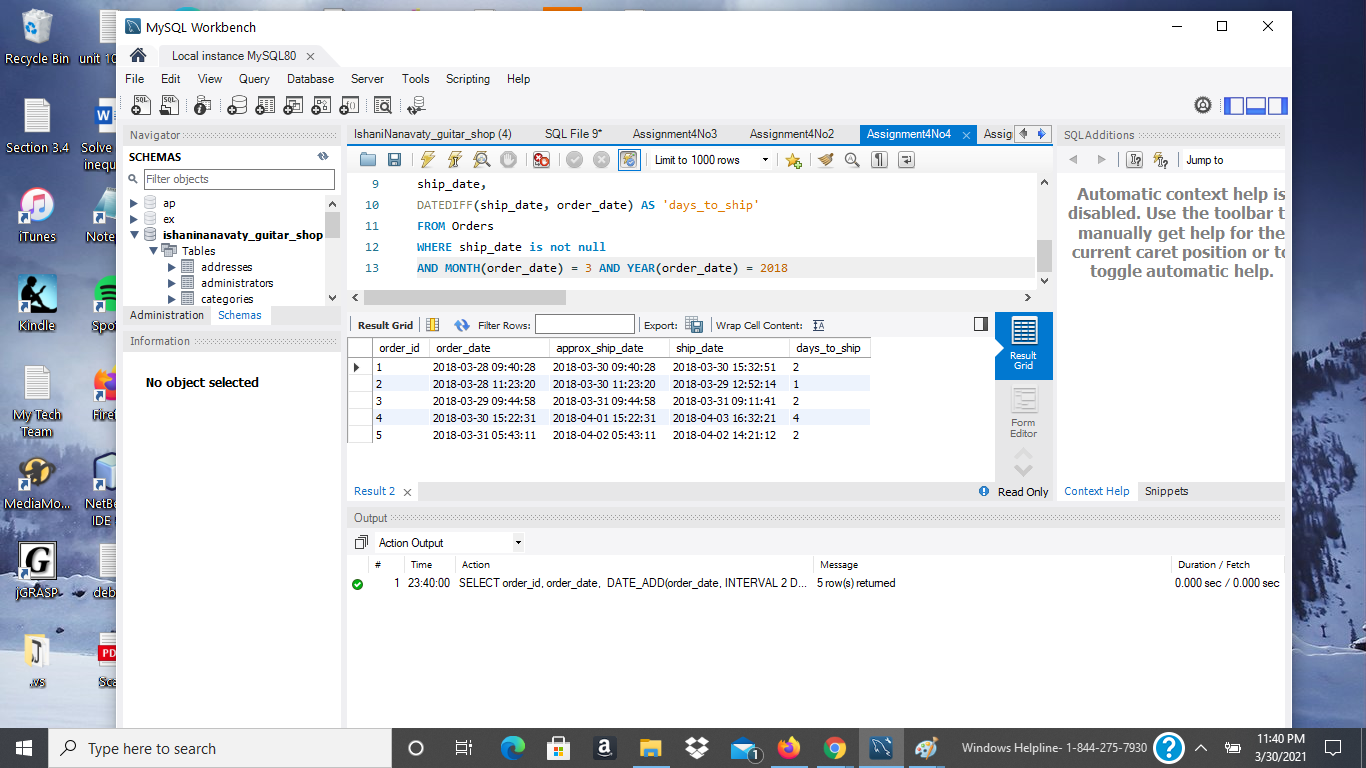 MySQL Workbench
Local instance MySQL80
File Edit View Query Database Server Tools Scripting Help
Navigator
SCHEMAS
Filter objects
ap
ex
ishaninanavaty_guitar_shop
Tables
addresses
administrators
categories
Administration Schemas
Information
No object selected
IshaniNanavaty_guitar_shop (4) SQL File 9* Assignment4No3 Assignment4No2 Assignment4No4 Assig
Limit to 1000 rows
9 ship_date,
10 DATEDIFF(ship_date, order_date) AS 'days_to_ship'
11 FROM Orders
12 WHERE ship_date is not null
13 AND MONTH(order_date) = 3 AND YEAR(order_date) = 2018
Result Grid Filter Rows: Export: Wrap Cell Content:
order_id order_date approx_ship_date ship_date days_to_ship
1 2018-03-28 09:40:28 2018-03-30 09:40:28 2018-03-30 15:32:51 2
2 2018-03-28 11:23:20 2018-03-30 11:23:20 2018-03-29 12:52:14 1
3 2018-03-29 09:44:58 2018-03-31 09:44:58 2018-03-31 09:11:41 2
4 2018-03-30 15:22:31 2018-04-01 15:22:31 2018-04-03 16:32:21 4
5 2018-03-31 05:43:11 2018-04-02 05:43:11 2018-04-02 14:21:12 2
Result Grid
Form Editor
Result 2
Read Only
SQLAdditions
Jump to
Automatic context help is
disabled. Use the toolbar t
manually get help for the
current caret position or to
toggle automatic help.
Context Help Snippets
Output
Action Output
# Time Action Message Duration / Fetch
1 23:40:00 SELECT order_id, order_date, DATE_ADD(order_date, INTERVAL 2 D... 5 row(s) returned 0.000 sec / 0.000 sec
Recycle Bin
unit 10
Section 3.4
Solve
inequ
iTunes
Note
Kindle
Spot
My Tech
Team
Firef
MediaMo...
NetBe
IDE
jGRASP
deb
.vs
PD
Sca
Type here to search
1
Windows Helpline- 1-844-275-7930
11:40 PM
3/30/2021